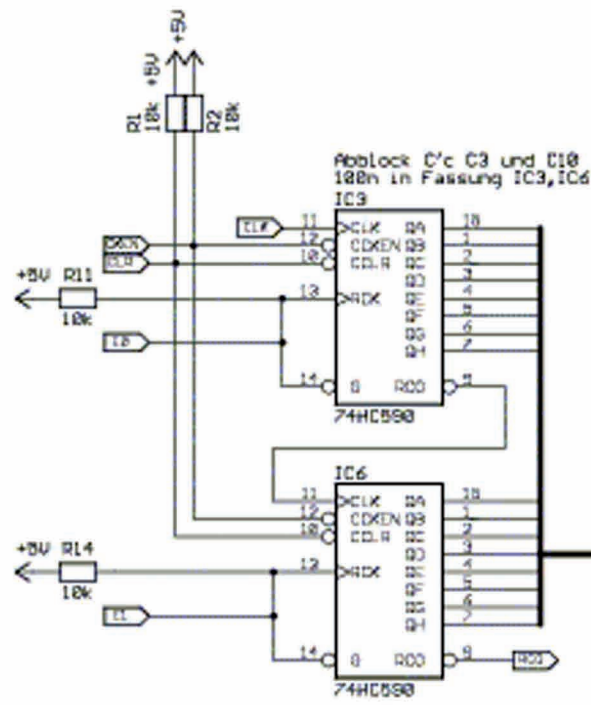 +5V
+5V
R1
10k
R2
10k
Abblock C'c C3 und C10
100n in Fassung IC3,IC6
IC3
CLK
11
CLK
QA
15
12
CCKEN
QB
1
CLR
10
CCLR
QC
2
QD
3
+5V
R11
10k
13
RCK
QE
4
QF
5
QG
6
QH
7
14
G
RCO
9
74HC590
IC6
11
CLK
QA
15
12
CCKEN
QB
1
10
CCLR
QC
2
QD
3
+5V
R14
10k
13
RCK
QE
4
QF
5
QG
6
QH
7
14
G
RCO
9
RCO
74HC590